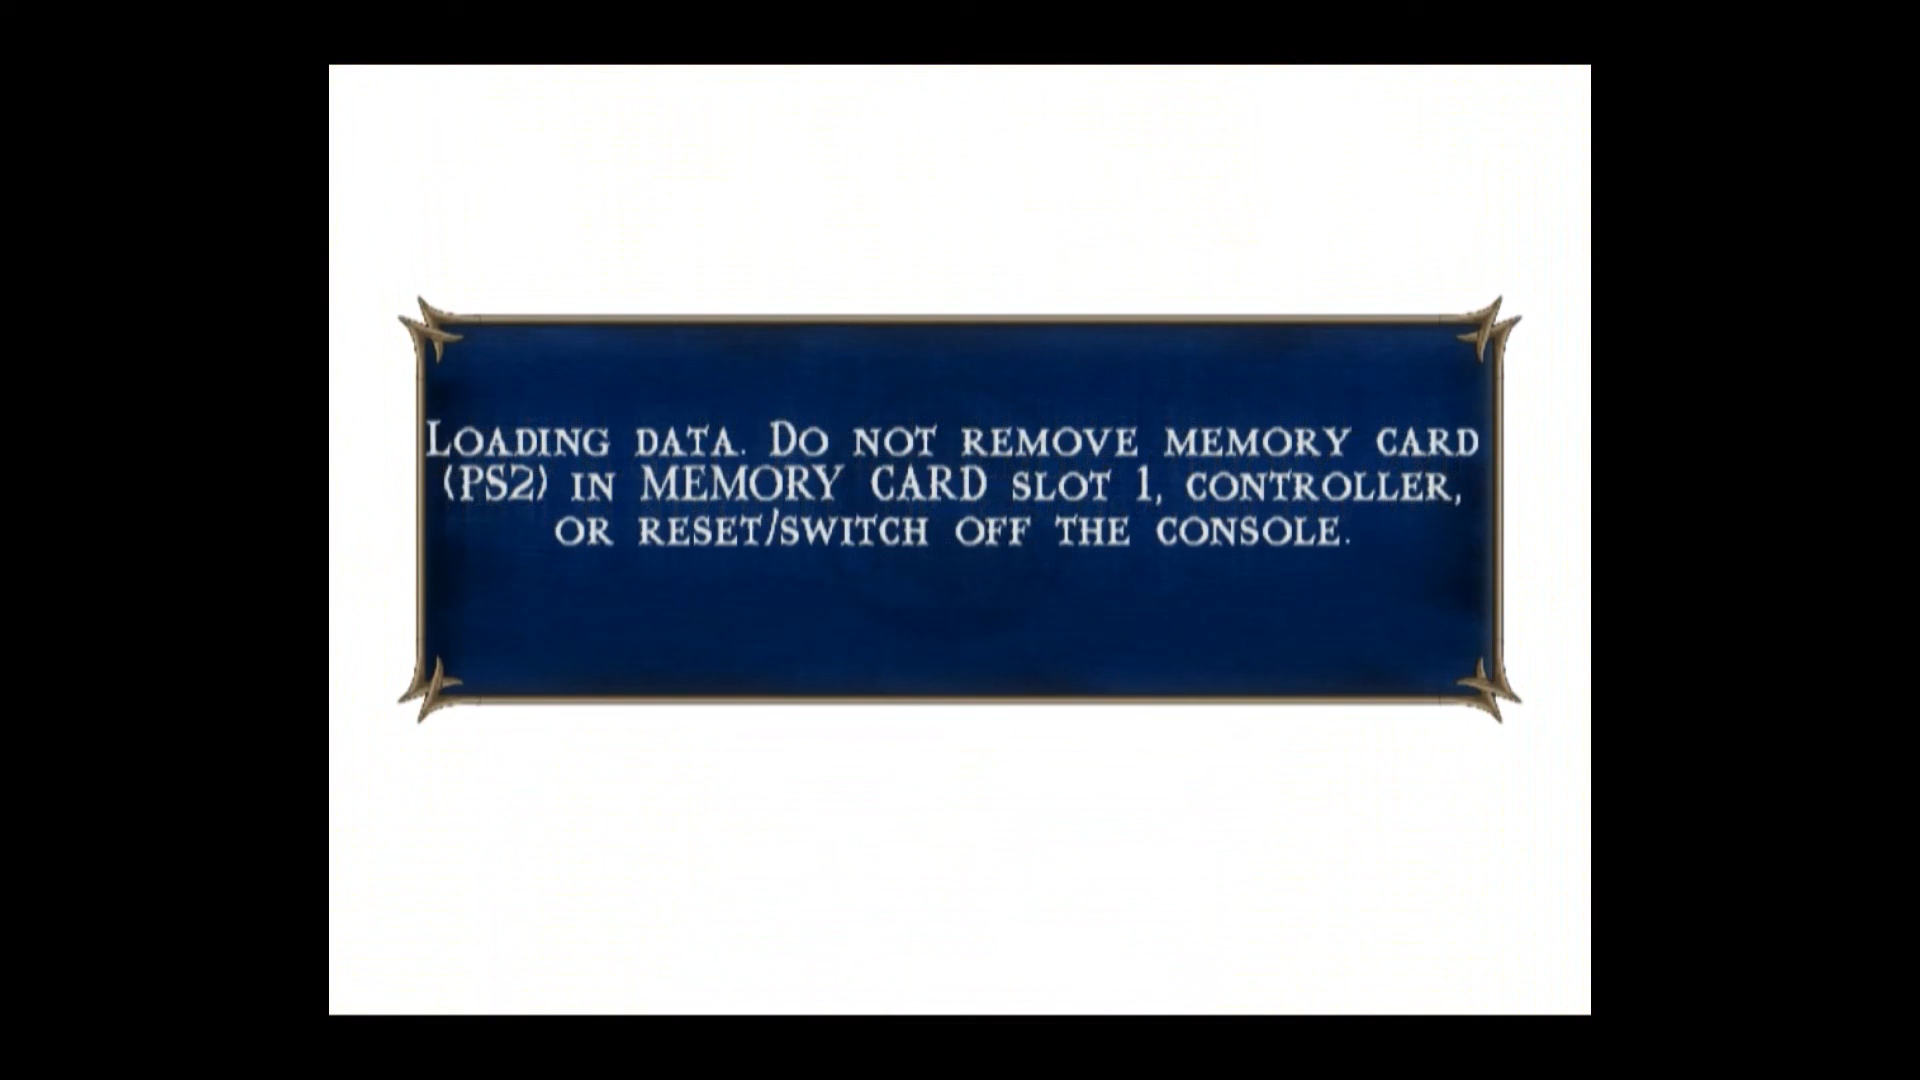 Loading data. Do not remove memory card
(PS2) in MEMORY CARD slot 1, controller,
or reset/switch off the console.